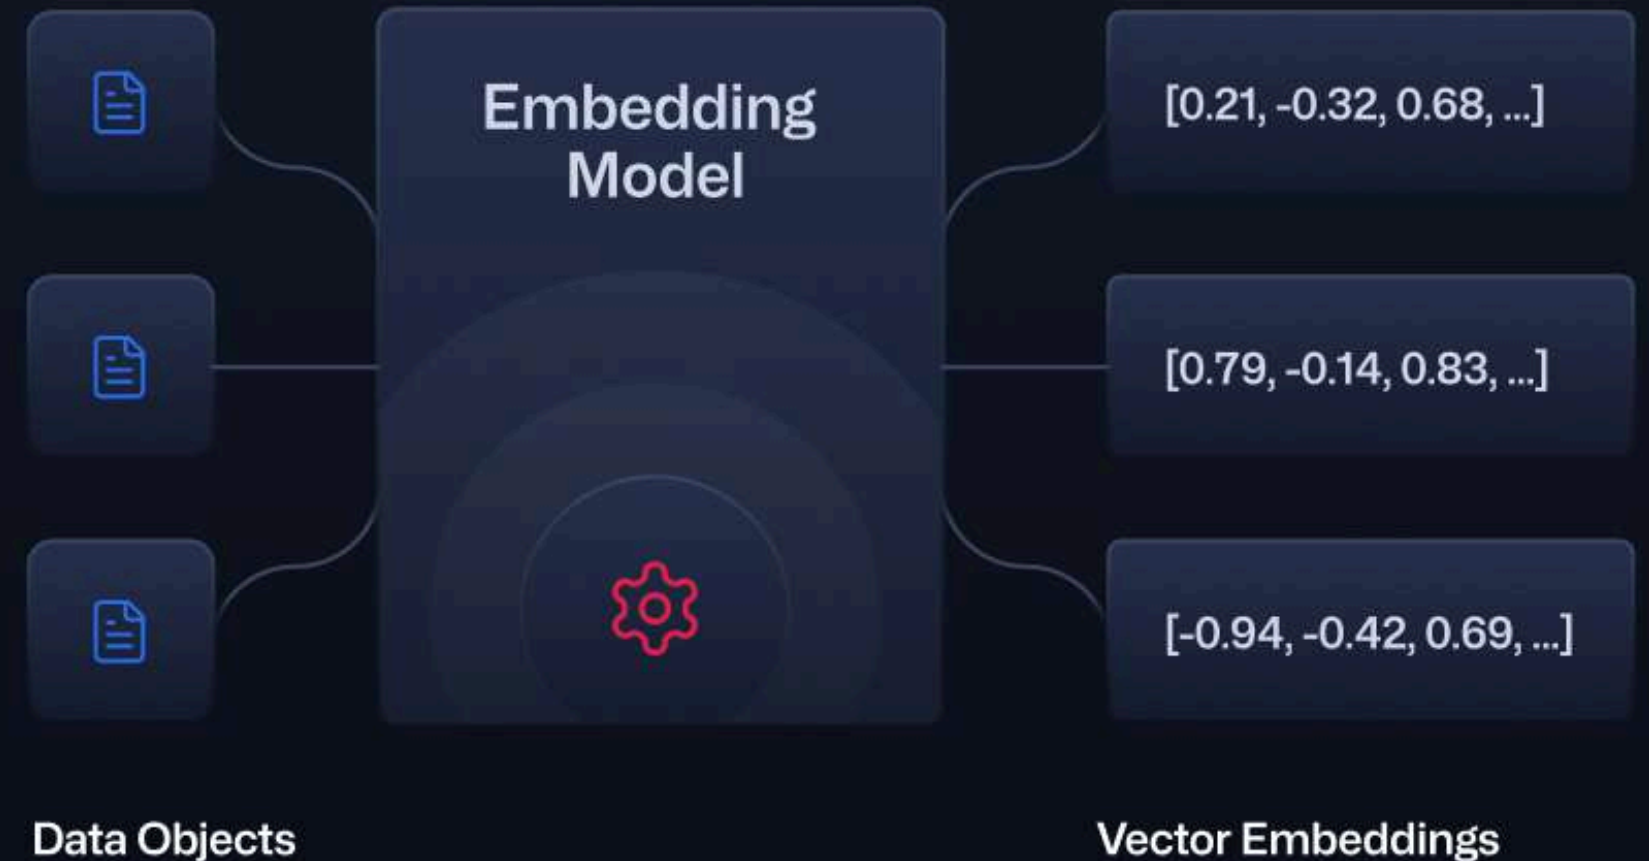 Embedding
Model
[0.21, -0.32, 0.68, ...]
[0.79, -0.14, 0.83, ...]
[-0.94, -0.42, 0.69, ...]
Data Objects
Vector Embeddings